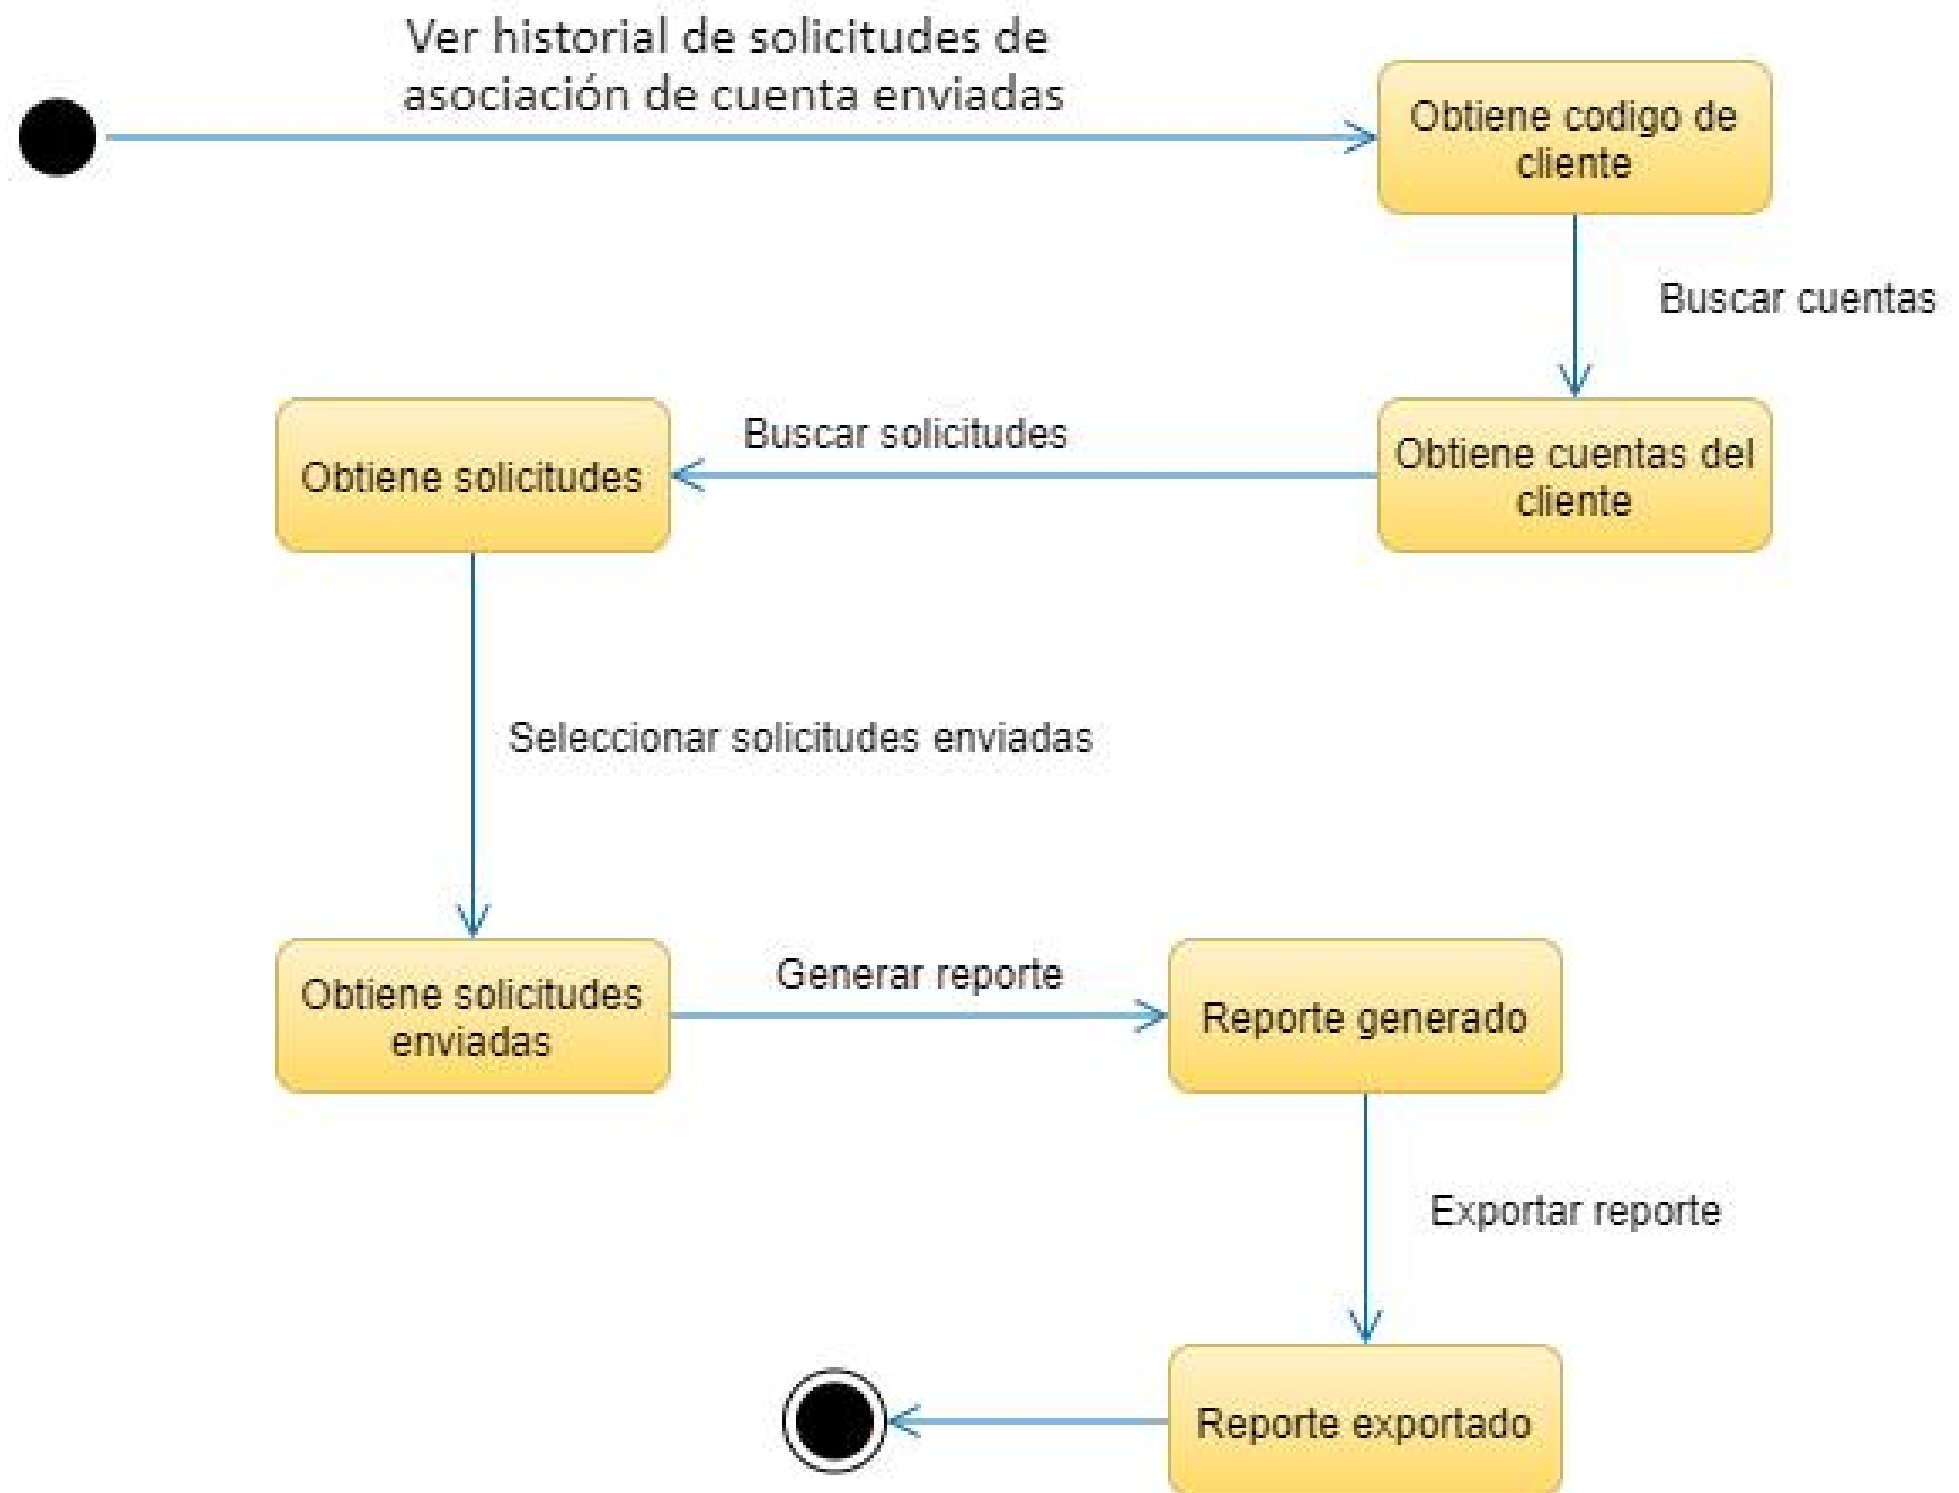 Ver historial de solicitudes de
asociación de cuenta enviadas
Obtiene codigo de
cliente
Buscar cuentas
Obtiene cuentas del
cliente
Buscar solicitudes
Obtiene solicitudes
Seleccionar solicitudes enviadas
Obtiene solicitudes
enviadas
Generar reporte
Reporte generado
Exportar reporte
Reporte exportado